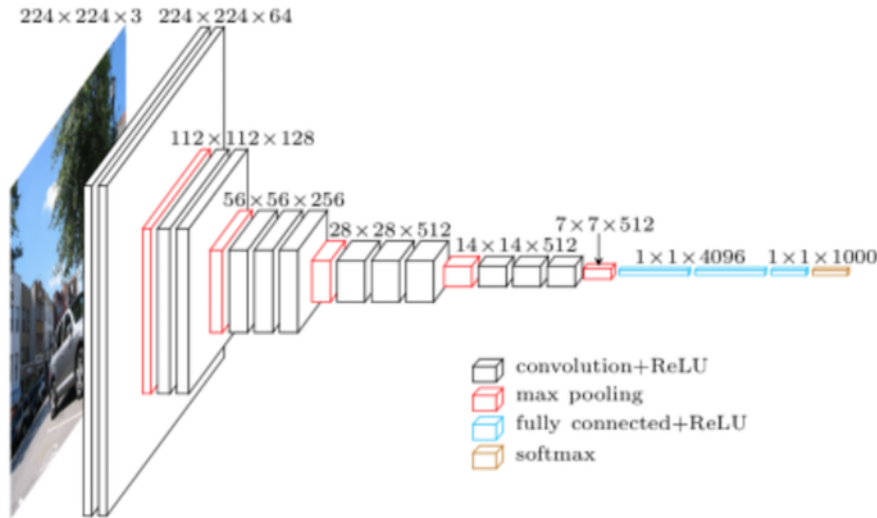 224×224×3
224×224×64
112×112×128
56×56×256
28×28×512
14×14×512
7×7×512
1×1×4096
1×1×1000
convolution+ReLU
max pooling
fully connected+ReLU
softmax